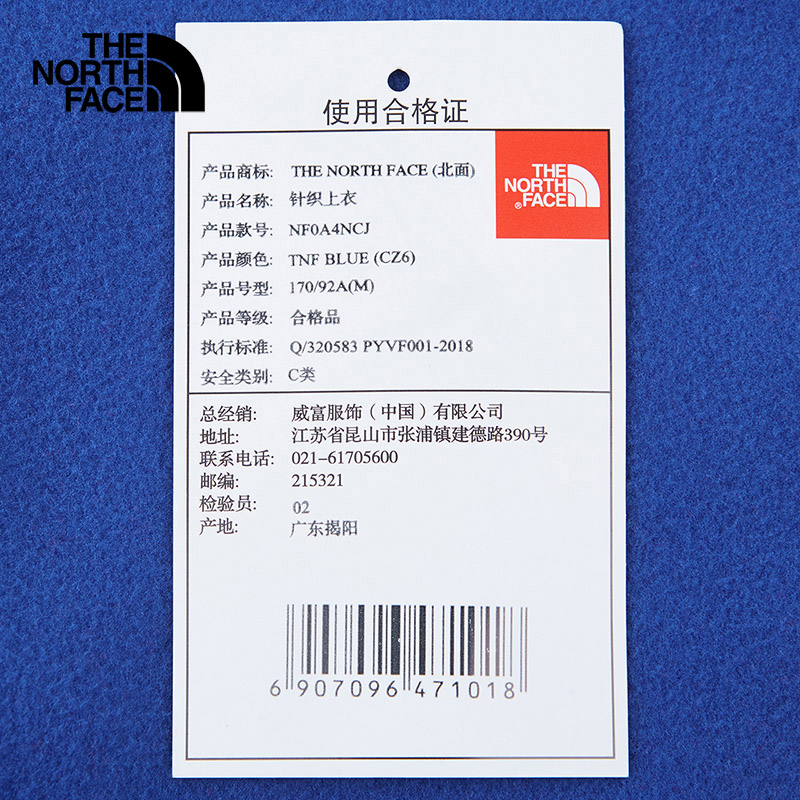 THE
NORTH
FACE
使用合格证
THE
NORTH
FACE
®
产品商标: THE NORTH FACE (北面)
产品名称: 针织上衣
产品款号: NF0A4NCJ
产品颜色: TNF BLUE (CZ6)
产品号型: 170/92A(M)
产品等级: 合格品
执行标准: Q/320583 PYVF001-2018
安全类别: C类
总经销: 威富服饰(中国)有限公司
地址: 江苏省昆山市张浦镇建德路390号
联系电话: 021-61705600
邮编: 215321
检验员: 02
产地: 广东揭阳
6 907096 471018